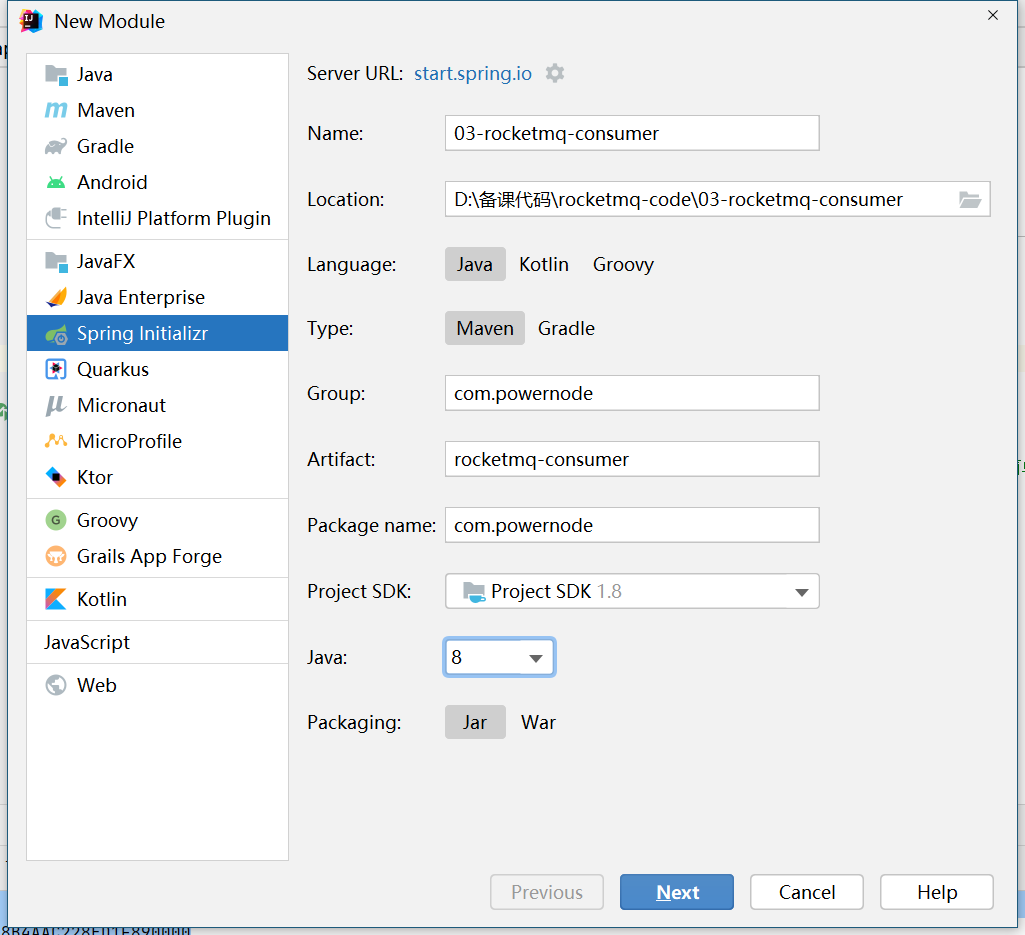 New Module
Java
Maven
Gradle
Android
IntelliJ Platform Plugin
JavaFX
Java Enterprise
Spring Initializr
Quarkus
Micronaut
MicroProfile
Ktor
Groovy
Grails App Forge
Kotlin
JavaScript
Web
Server URL: start.spring.io
Name: 03-rocketmq-consumer
Location: D:\备课代码\rocketmq-code\03-rocketmq-consumer
Language: Java Kotlin Groovy
Type: Maven Gradle
Group: com.powernode
Artifact: rocketmq-consumer
Package name: com.powernode
Project SDK: Project SDK 1.8
Java: 8
Packaging: Jar War
Previous Next Cancel Help